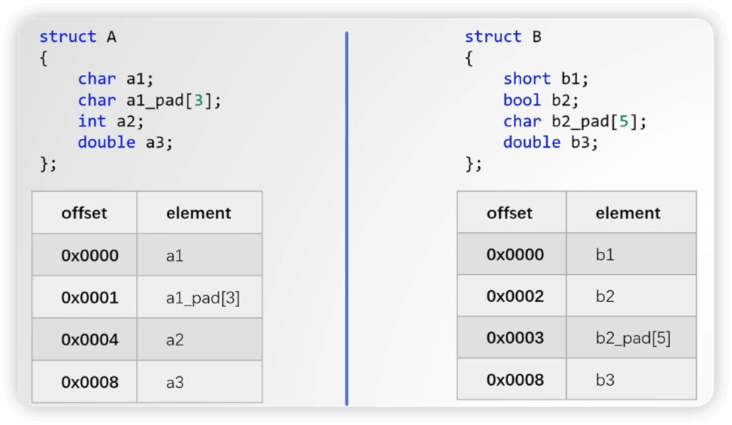 struct A
{
    char a1;
    char a1_pad[3];
    int a2;
    double a3;
};
offset element
0x0000 a1
0x0001 a1_pad[3]
0x0004 a2
0x0008 a3
struct B
{
    short b1;
    bool b2;
    char b2_pad[5];
    double b3;
};
offset element
0x0000 b1
0x0002 b2
0x0003 b2_pad[5]
0x0008 b3